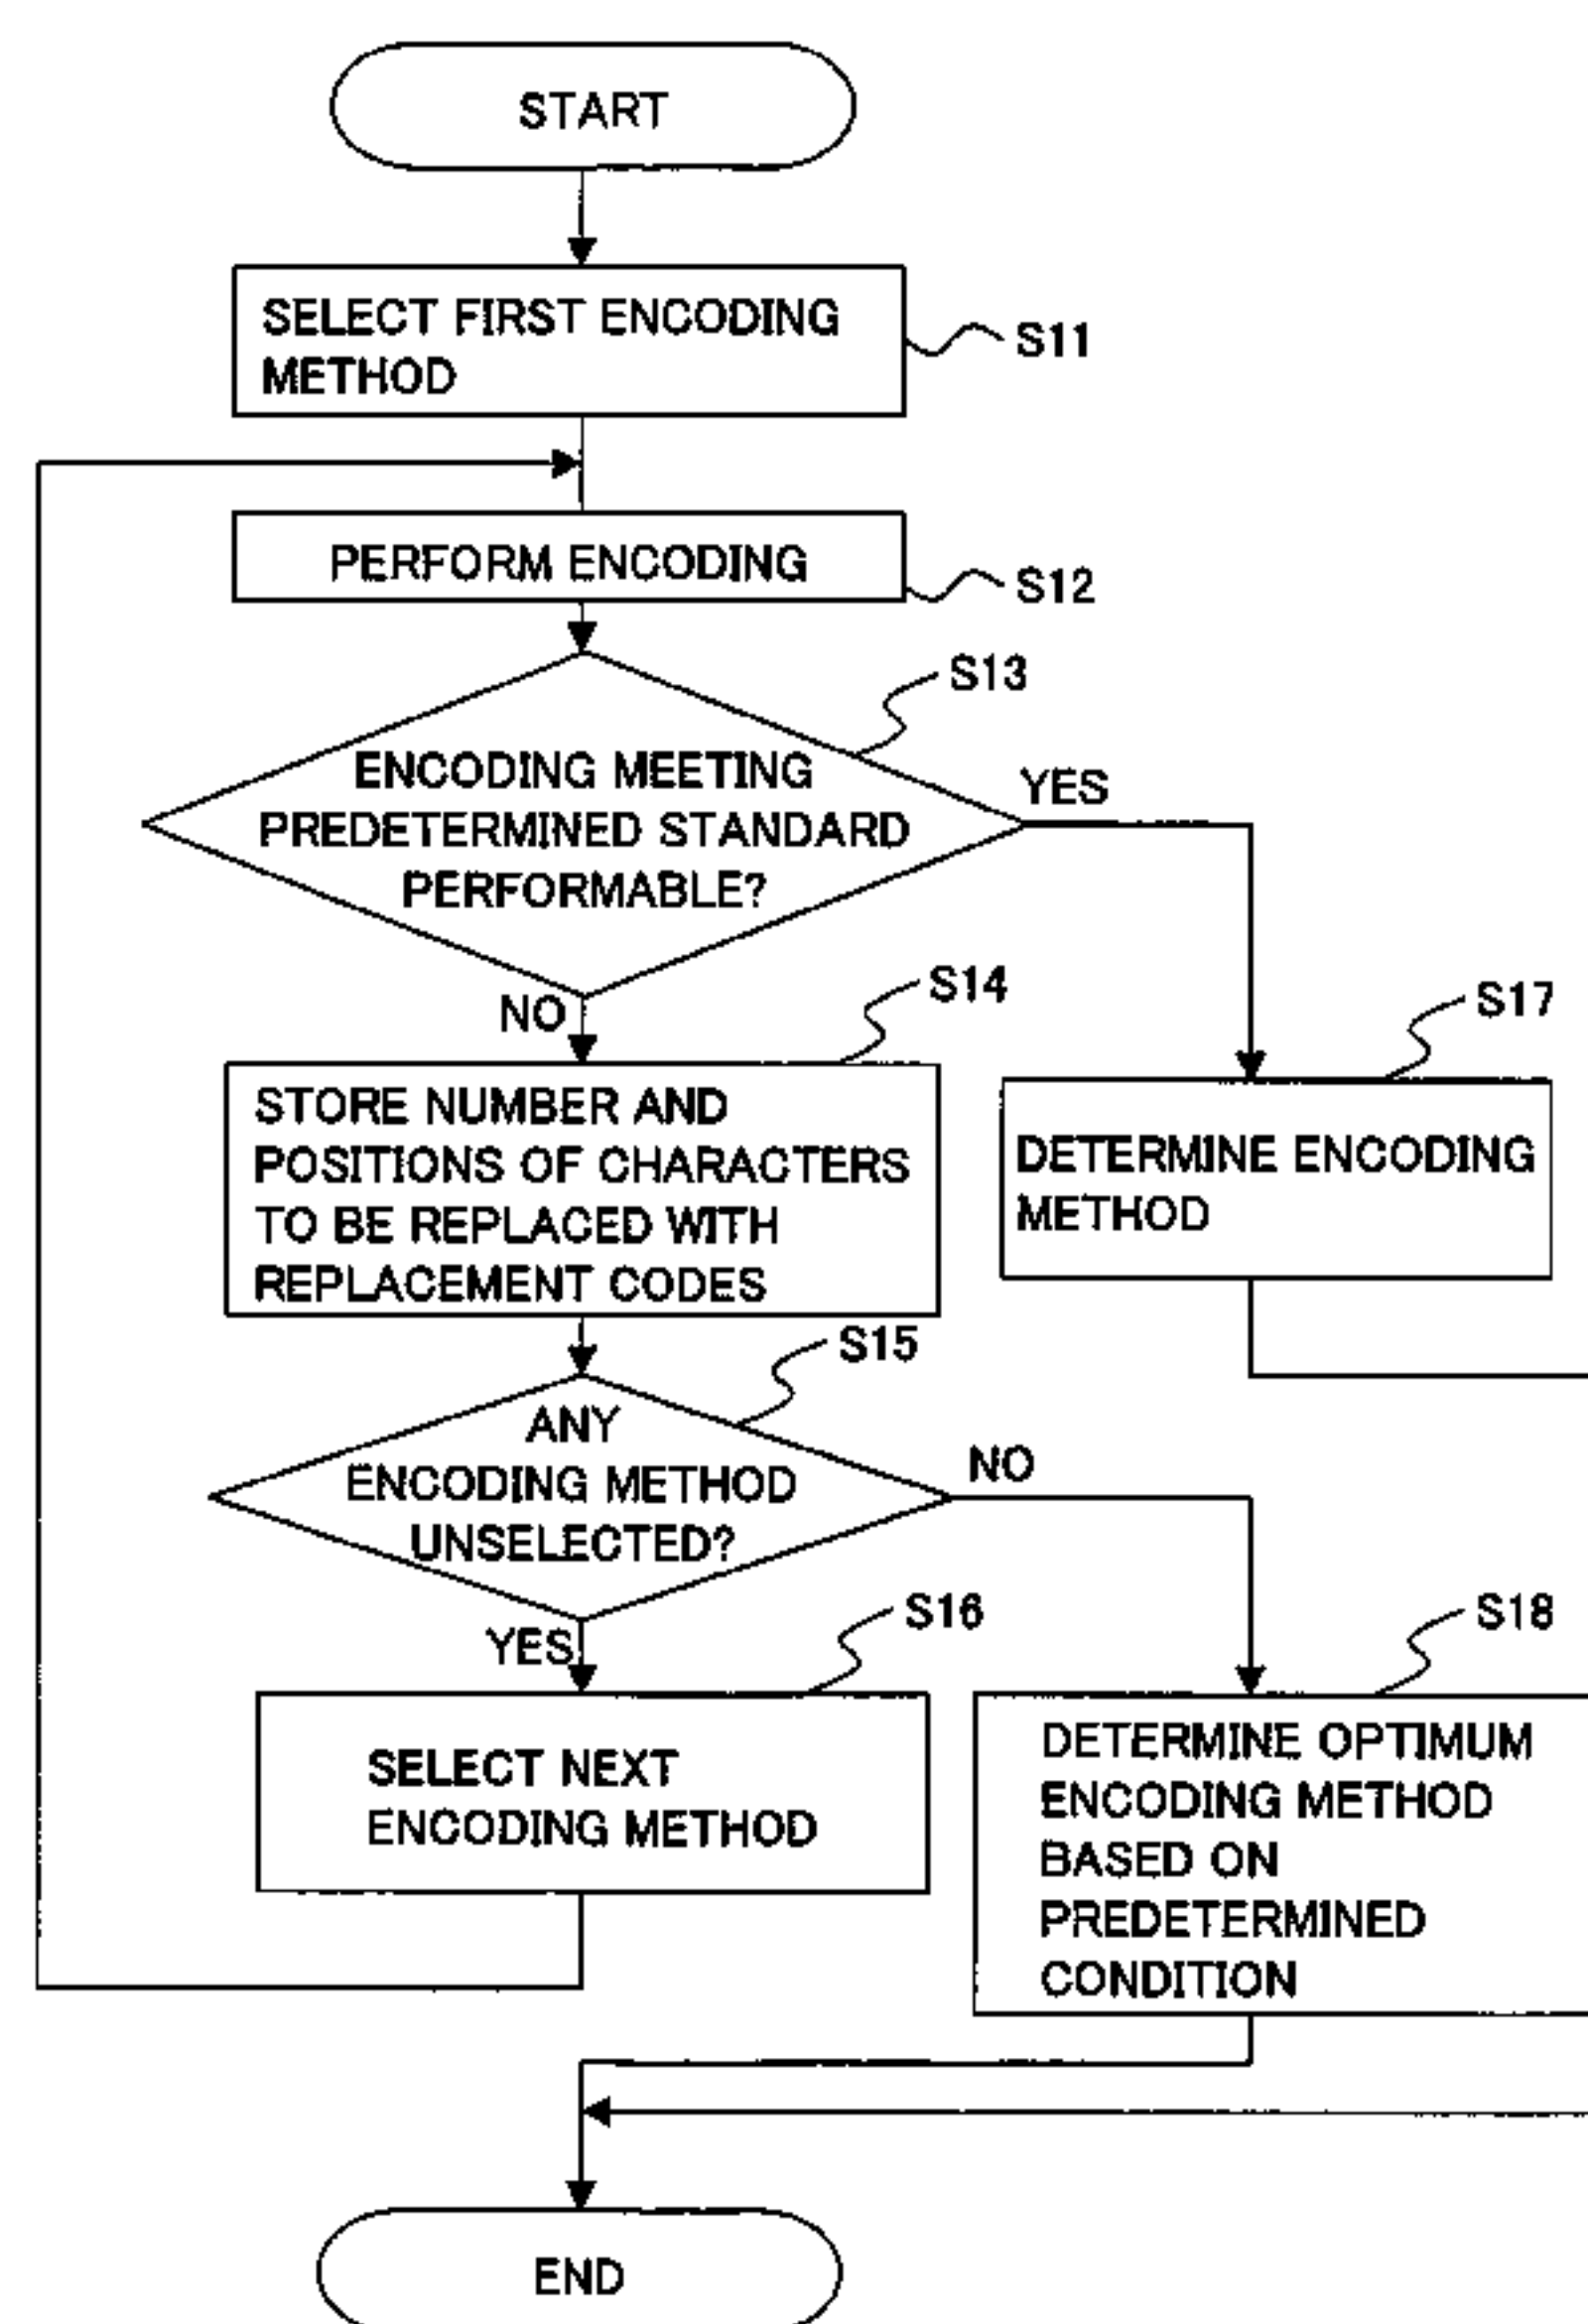 START
SELECT FIRST ENCODING
METHOD
S11
PERFORM ENCODING
S12
S13
ENCODING MEETING
PREDETERMINED STANDARD
PERFORMABLE?
YES
NO
S14
STORE NUMBER AND
POSITIONS OF CHARACTERS
TO BE REPLACED WITH
REPLACEMENT CODES
S17
DETERMINE ENCODING
METHOD
S15
ANY
ENCODING METHOD
UNSELECTED?
NO
YES
S16
SELECT NEXT
ENCODING METHOD
S18
DETERMINE OPTIMUM
ENCODING METHOD
BASED ON
PREDETERMINED
CONDITION
END